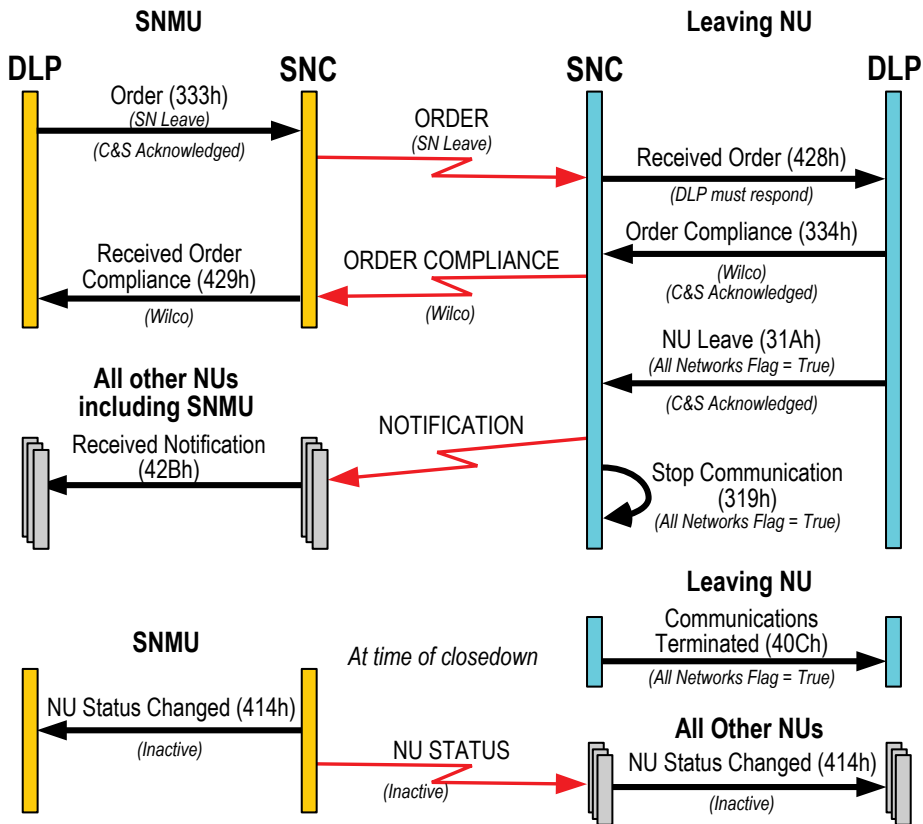 SNMU
Leaving NU
DLP
SNC
SNC
DLP
Order (333h)
(SN Leave)
(C&S Acknowledged)
ORDER
(SN Leave)
Received Order (428h)
(DLP must respond)
Order Compliance (334h)
(Wilco)
(C&S Acknowledged)
Received Order
Compliance (429h)
(Wilco)
ORDER COMPLIANCE
(Wilco)
NU Leave (31Ah)
(All Networks Flag = True)
(C&S Acknowledged)
All other NUs
including SNMU
Received Notification
(42Bh)
NOTIFICATION
Stop Communication
(319h)
(All Networks Flag = True)
Leaving NU
Communications
Terminated (40Ch)
(All Networks Flag = True)
SNMU
At time of closedown
NU Status Changed (414h)
(Inactive)
NU STATUS
(Inactive)
All Other NUs
NU Status Changed (414h)
(Inactive)